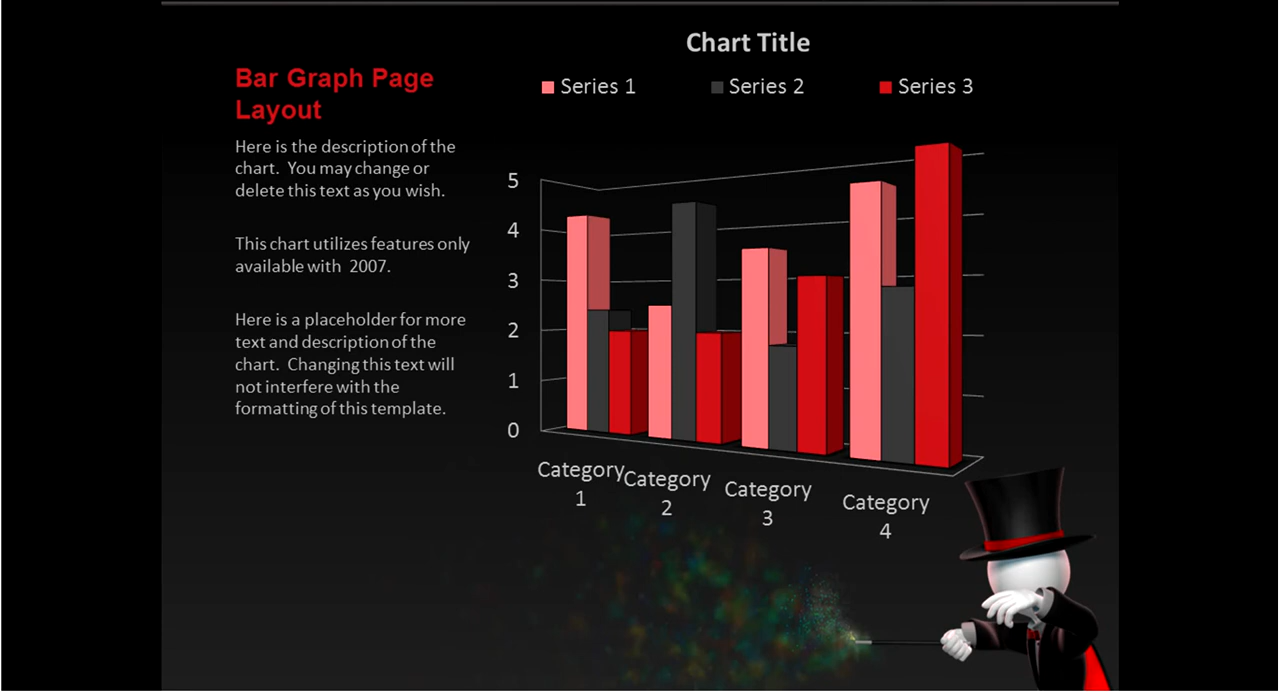 Chart Title
Series 1
Series 2
Series 3
Bar Graph Page
Layout
Here is the description of the
chart.  You may change or
delete this text as you wish.
This chart utilizes features only
available with  2007.
Here is a placeholder for more
text and description of the
chart.  Changing this text will
not interfere with the
formatting of this template.
5
4
3
2
1
0
Category
1
Category
2
Category
3
Category
4